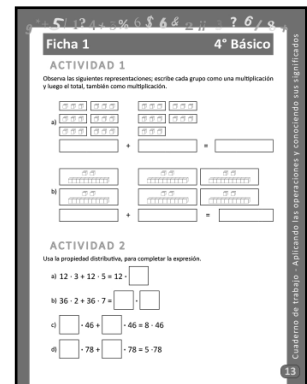 Ficha 1
4° Básico
ACTIVIDAD 1
Observa las siguientes representaciones; escribe cada grupo como una multiplicación
y luego el total, también como multiplicación.
a)
+ =
b)
+ =
ACTIVIDAD 2
Usa la propiedad distributiva, para completar la expresión.
a) 12 · 3 + 12 · 5 = 12 ·
b) 36 · 2 + 36 · 7 = ·
c) · 46 + · 46 = 8 · 46
d) · 78 + · 78 = 5 ·78
Cuaderno de trabajo - Aplicando las operaciones y conociendo sus significados
13